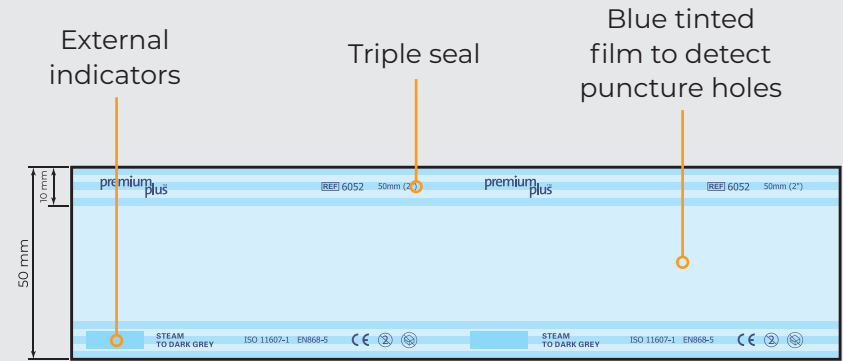 External
indicators
Triple seal
Blue tinted
film to detect
puncture holes
10 mm
50 mm
premium
plus
REF 6052 50mm (2")
premium
plus
REF 6052 50mm (2")
STEAM
TO DARK GREY
ISO 11607-1 EN868-5 CE 2
STEAM
TO DARK GREY
ISO 11607-1 EN868-5 CE 2